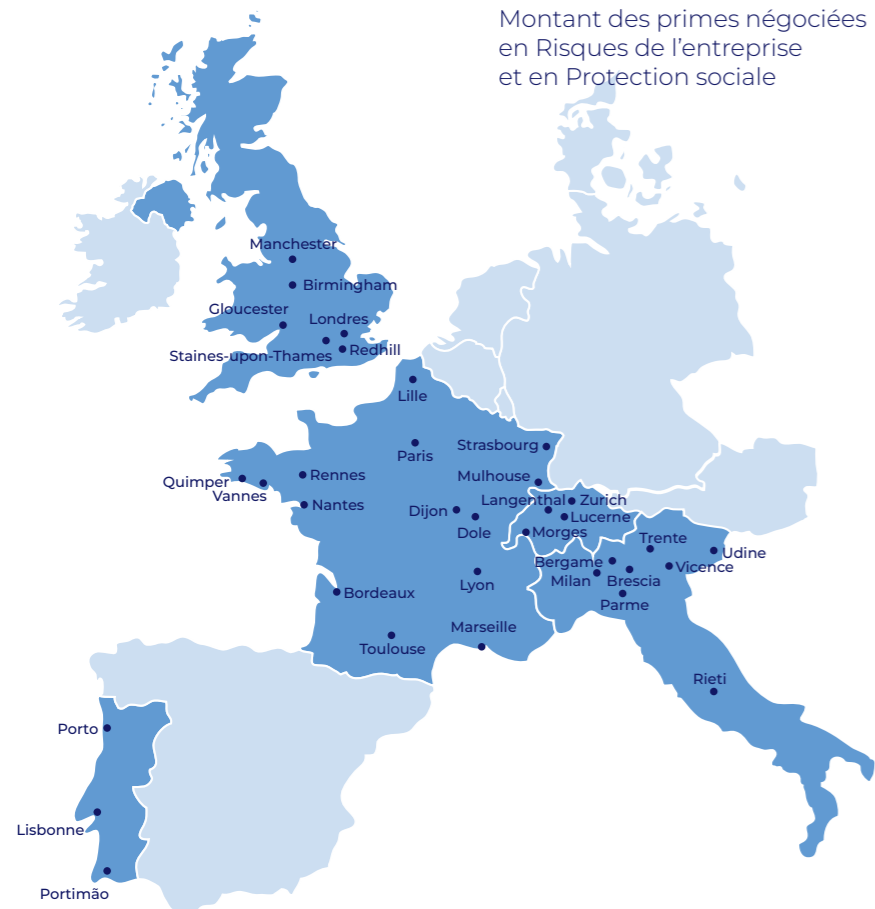 Montant des primes négociées
en Risques de l’entreprise
et en Protection sociale
Manchester
Birmingham
Gloucester
Londres
Staines-upon-Thames
Redhill
Lille
Paris
Strasbourg
Quimper
Vannes
Rennes
Mulhouse
Nantes
Langenthal
Zurich
Dijon
Lucerne
Dole
Morges
Trente
Udine
Bergame
Vicence
Milan
Brescia
Lyon
Parme
Bordeaux
Marseille
Toulouse
Rieti
Porto
Lisbonne
Portimão